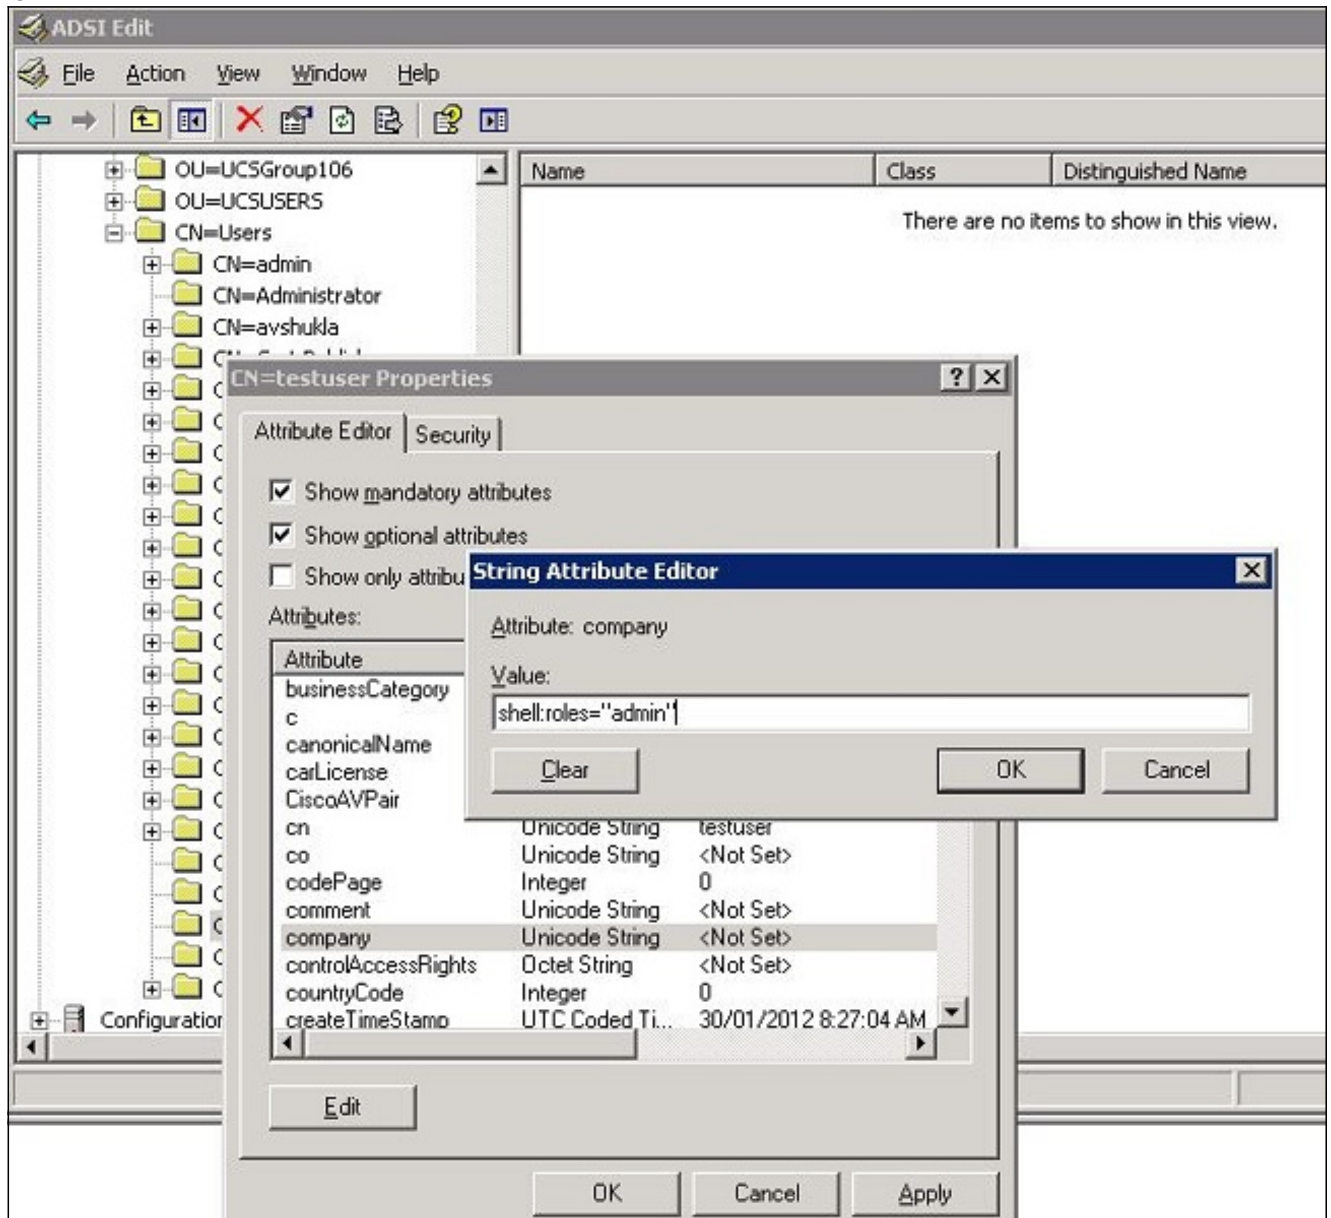 ADSI Edit
File Action View Window Help
OU=UCSGroup106
OU=UCSUSERS
CN=Users
CN=admin
CN=Administrator
CN=avshukla
Name Class Distinguished Name
There are no items to show in this view.
CN=testuser Properties
Attribute Editor Security
Show mandatory attributes
Show optional attributes
Show only
Attributes:
Attribute
businessCategory
c
canonicalName
carLicense
CiscoAVPair
cn Unicode String testuser
co Unicode String <Not Set>
codePage Integer 0
comment Unicode String <Not Set>
company Unicode String <Not Set>
controlAccessRights Octet String <Not Set>
countryCode Integer 0
createTimeStamp UTC Coded Ti... 30/01/2012 8:27:04 AM
Edit
OK Cancel Apply
String Attribute Editor
Attribute: company
Value:
shell:roles="admin"
Clear OK Cancel
Configuration